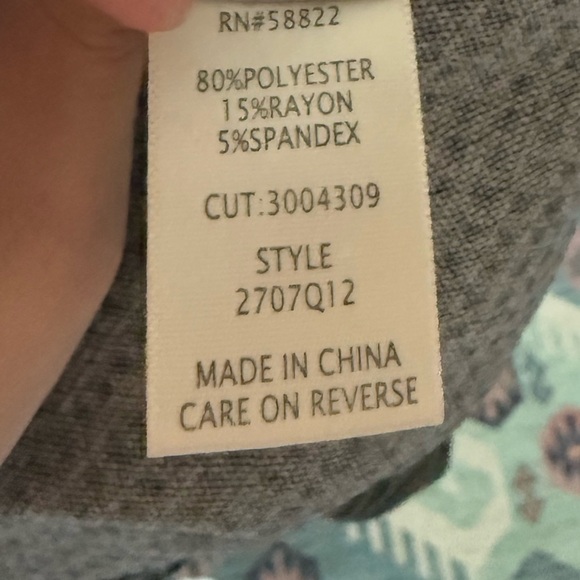 RN#58822
80%POLYESTER
15%RAYON
5%SPANDEX
CUT:3004309
STYLE
2707Q12
MADE IN CHINA
CARE ON REVERSE